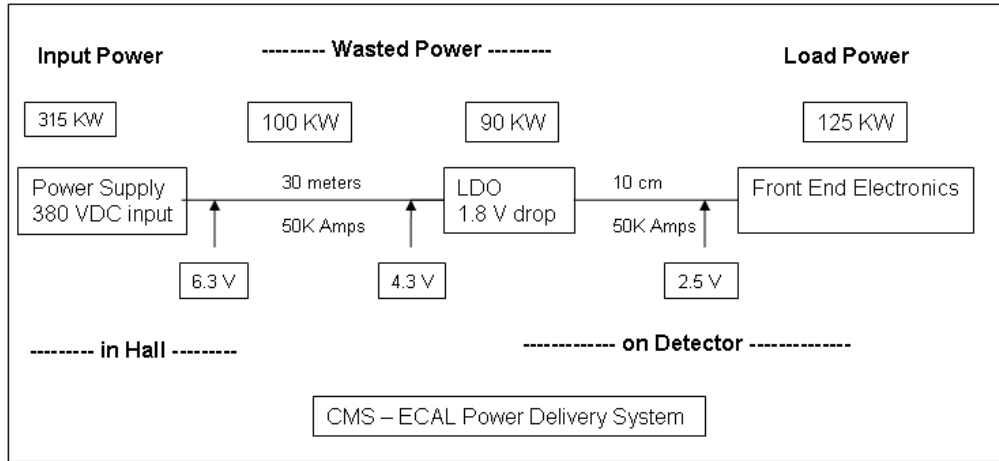 Input Power
--------- Wasted Power ---------
Load Power
315 KW
100 KW
90 KW
125 KW
Power Supply
380 VDC input
30 meters
50K Amps
LDO
1.8 V drop
10 cm
50K Amps
Front End Electronics
6.3 V
4.3 V
2.5 V
--------- in Hall ---------
------------- on Detector --------------
CMS – ECAL Power Delivery System